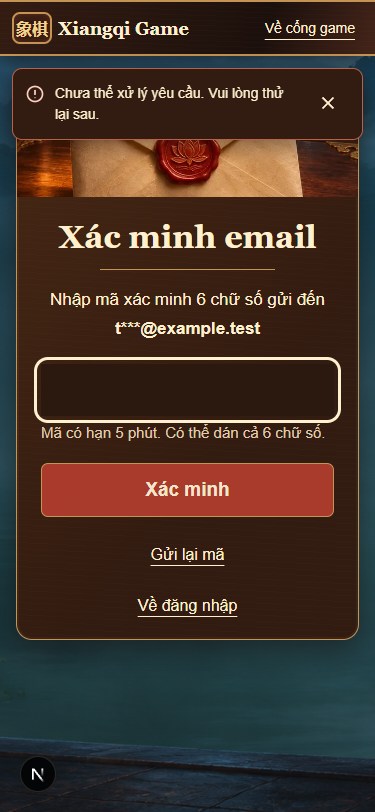 象棋 Xiangqi Game Về cổng game
Chưa thể xử lý yêu cầu. Vui lòng thử
lại sau.
Xác minh email
Nhập mã xác minh 6 chữ số gửi đến
t***@example.test
Mã có hạn 5 phút. Có thể dán cả 6 chữ số.
Xác minh
Gửi lại mã
Về đăng nhập
N